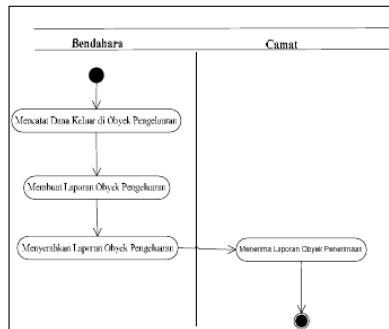 Bendahara
Camat
Mencatat Dana Keluar di Obyek Pengeluaran
Membuat Laporan Obyek Pengeluaran
Menyerahkan Laporan Obyek Pengeluaran
Menerima Laporan Obyek Penerimaan